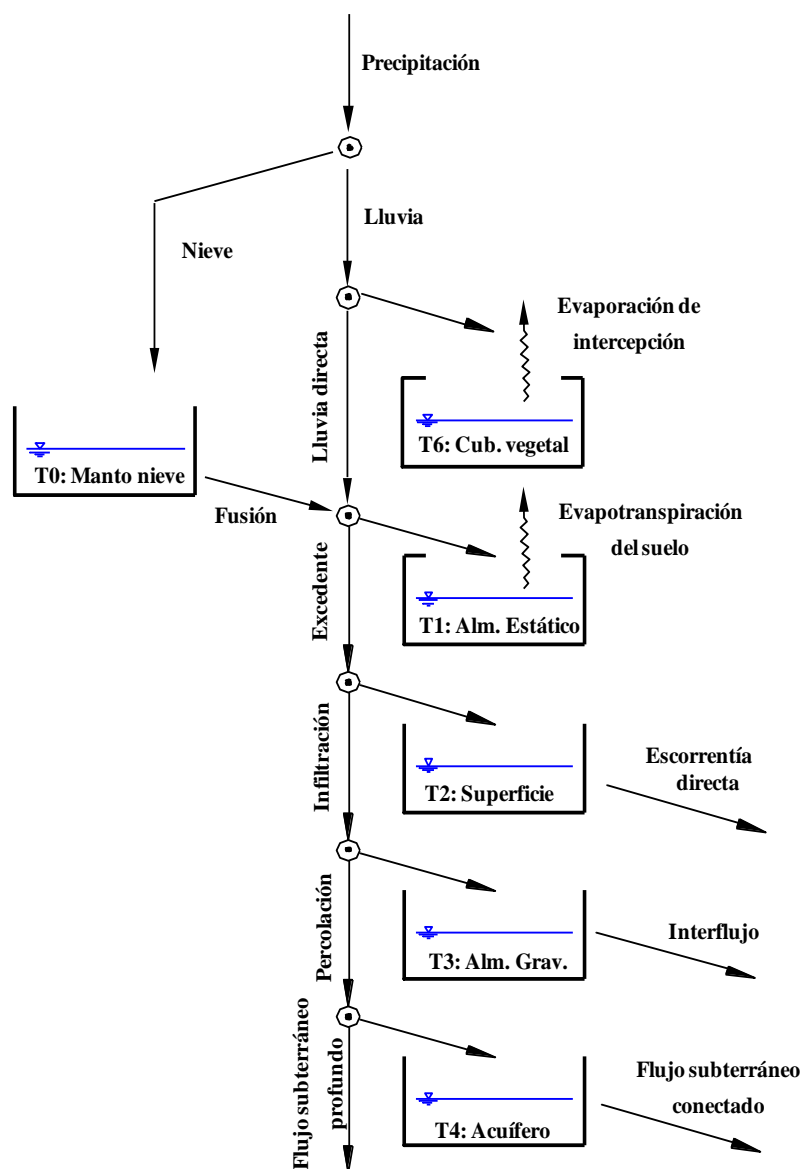 Precipitación
Lluvia
Nieve
Evaporación de
intercepción
Lluvia directa
T6: Cub. vegetal
T0: Manto nieve
Fusión
Evapotranspiración
del suelo
Excedente
T1: Alm. Estático
Infiltración
Escorrentía
directa
T2: Superficie
Percolación
Interflujo
T3: Alm. Grav.
Flujo subterráneo
profundo
Flujo subterráneo
conectado
T4: Acuífero